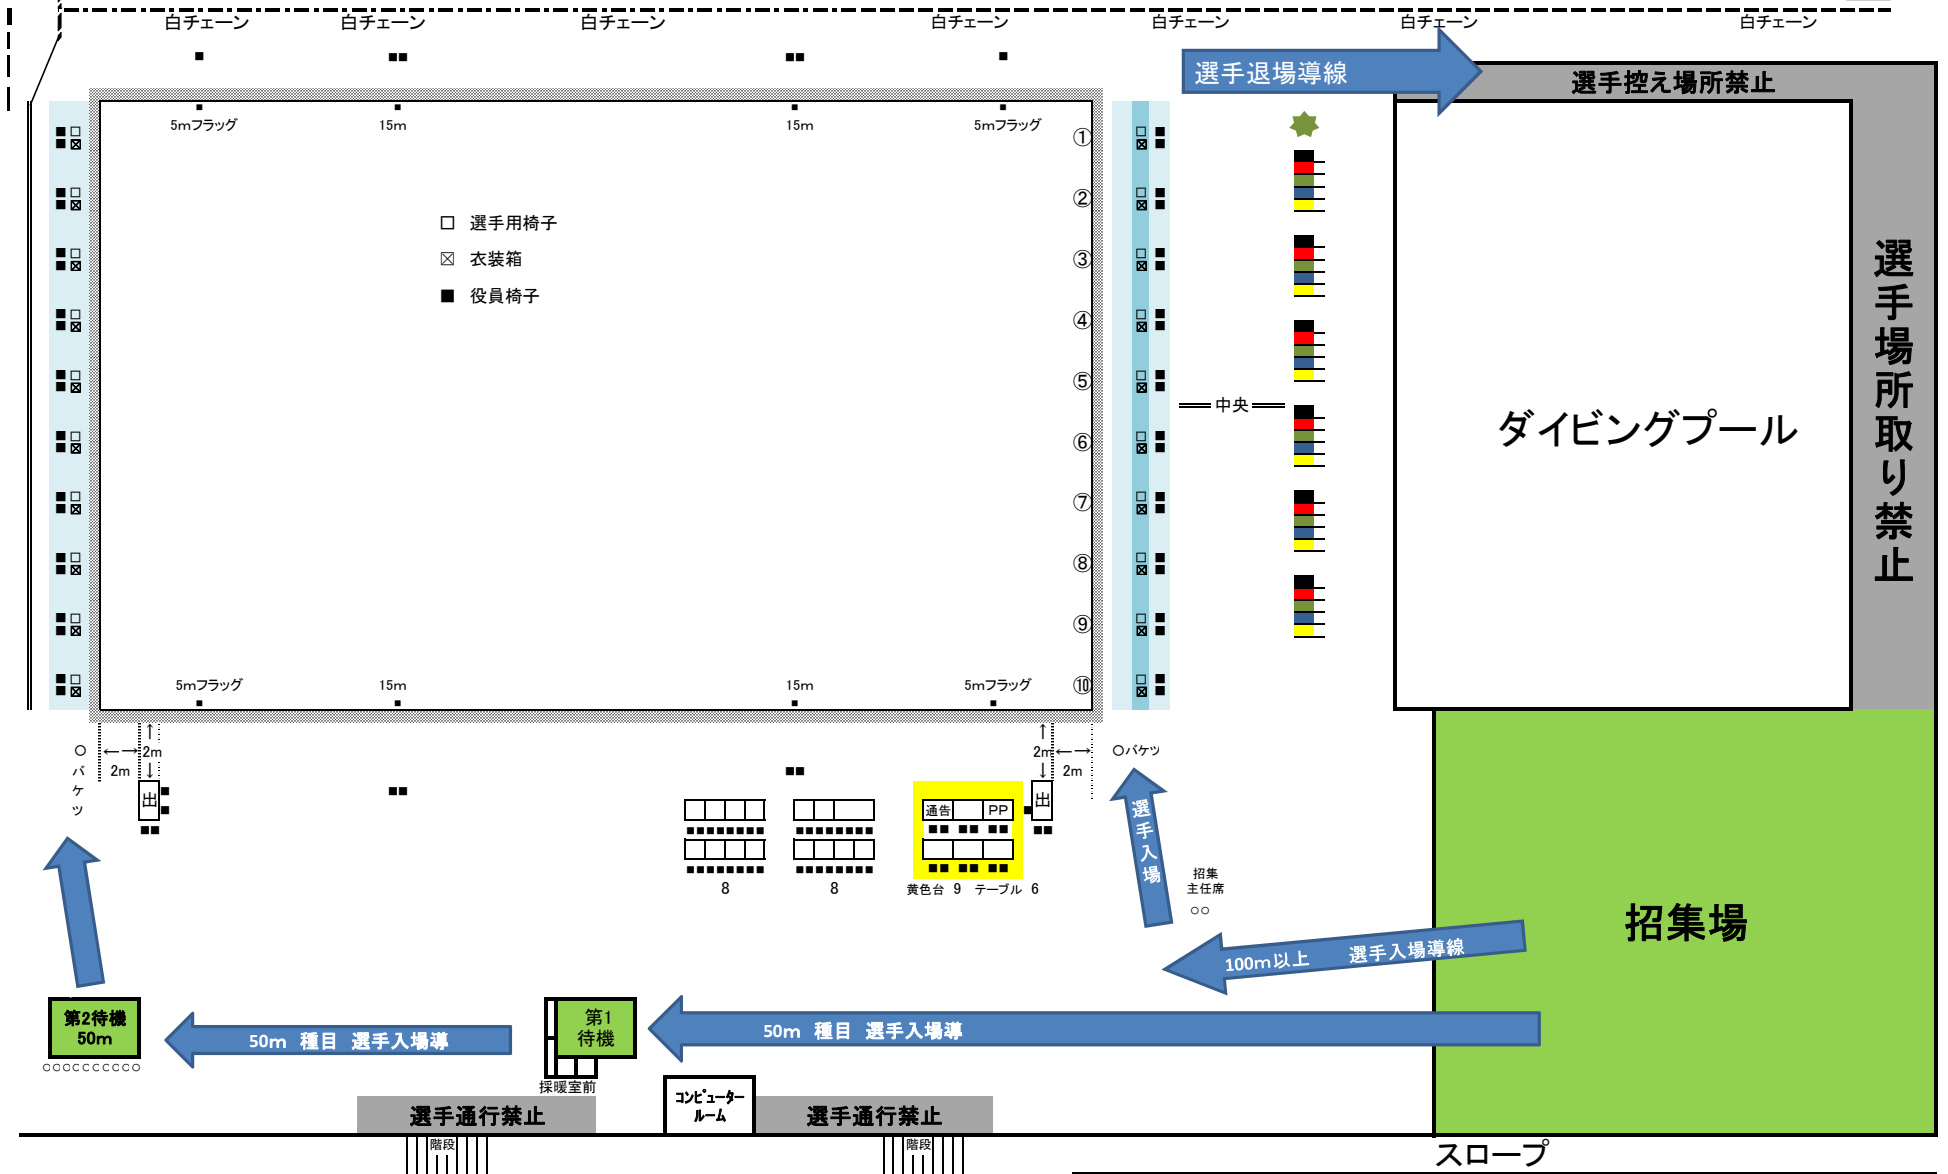 白チェーン 白チェーン 白チェーン 白チェーン 白チェーン 白チェーン 白チェーン
選手退場導線
選手控え場所禁止
5mフラッグ 15m 15m 5mフラッグ
①
②
③
④
⑤
⑥
⑦
⑧
⑨
⑩
□ 選手用椅子
☒ 衣装箱
■ 役員椅子
中央
ダイビングプール
選手場所取り禁止
5mフラッグ 15m 15m 5mフラッグ
○バケツ
←→
2m
↑
2m
↓
出
↑
2m
↓
←→
2m
出
○バケツ
通告 PP
8 8 黄色台 9 テーブル 6
選手入場
招集
主任席
○○
招集場
100m以上 選手入場導線
第2待機
50m
○○○○○○○○○○
50m 種目 選手入場導
第1
待機
50m 種目 選手入場導
採暖室前
コンピューター
ルーム
選手通行禁止 選手通行禁止
階段 階段
スロープ